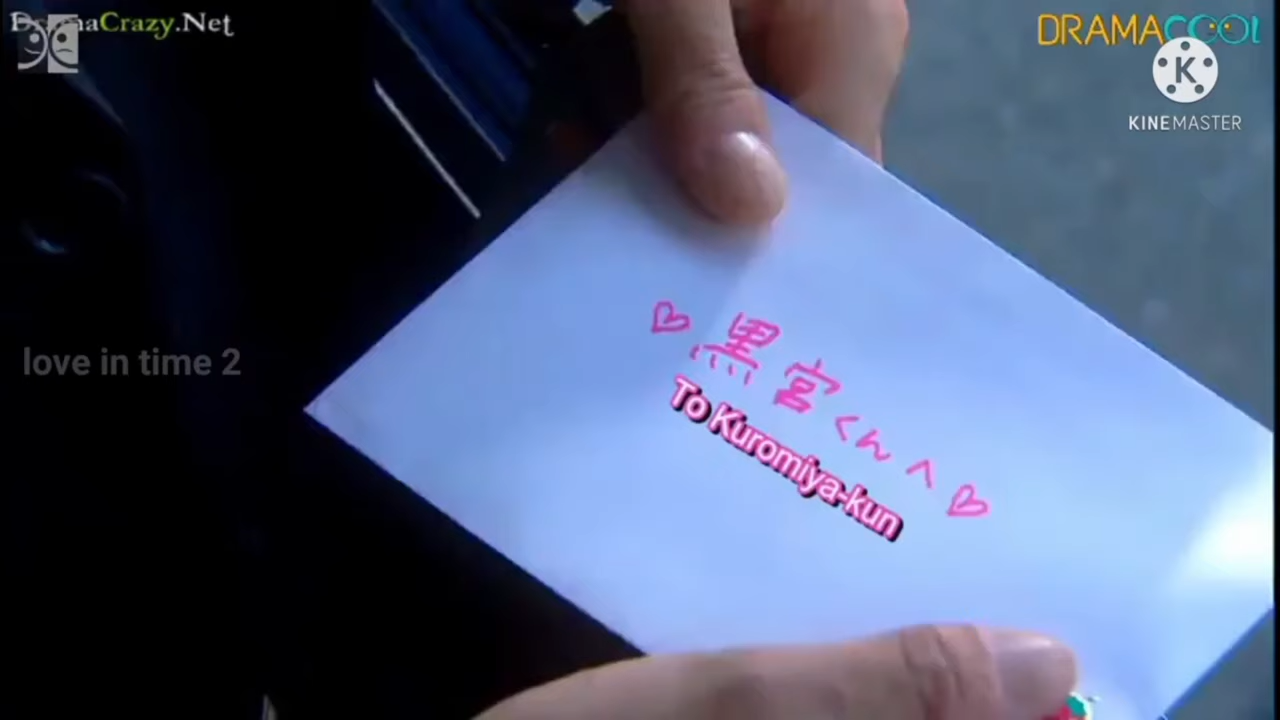 DramaCrazy.Net
DRAMACOOL
K
KINEMASTER
love in time 2
♡黒宮くんへ♡
To Kuromiya-kun